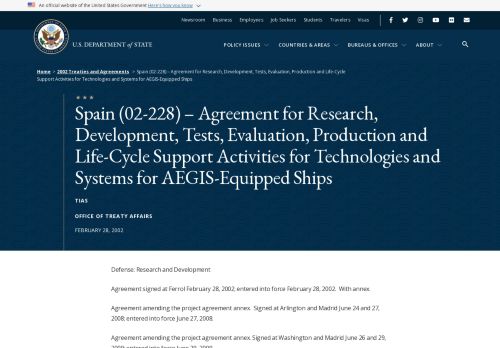 An official website of the United States Government Here's how you know
Newsroom Business Employees Job Seekers Students Travelers Visas
U.S. DEPARTMENT of STATE
POLICY ISSUES COUNTRIES & AREAS BUREAUS & OFFICES ABOUT
Home > 2002 Treaties and Agreements > Spain (02-228) – Agreement for Research, Development, Tests, Evaluation, Production and Life-Cycle
Support Activities for Technologies and Systems for AEGIS-Equipped Ships
Spain (02-228) – Agreement for Research,
Development, Tests, Evaluation, Production and
Life-Cycle Support Activities for Technologies and
Systems for AEGIS-Equipped Ships
TIAS
OFFICE OF TREATY AFFAIRS
FEBRUARY 28, 2002
Defense: Research and Development
Agreement signed at Ferrol February 28, 2002; entered into force February 28, 2002. With annex.
Agreement amending the project agreement annex. Signed at Arlington and Madrid June 24 and 27,
2008; entered into force June 27, 2008.
Agreement amending the project agreement annex. Signed at Washington and Madrid June 26 and 29,